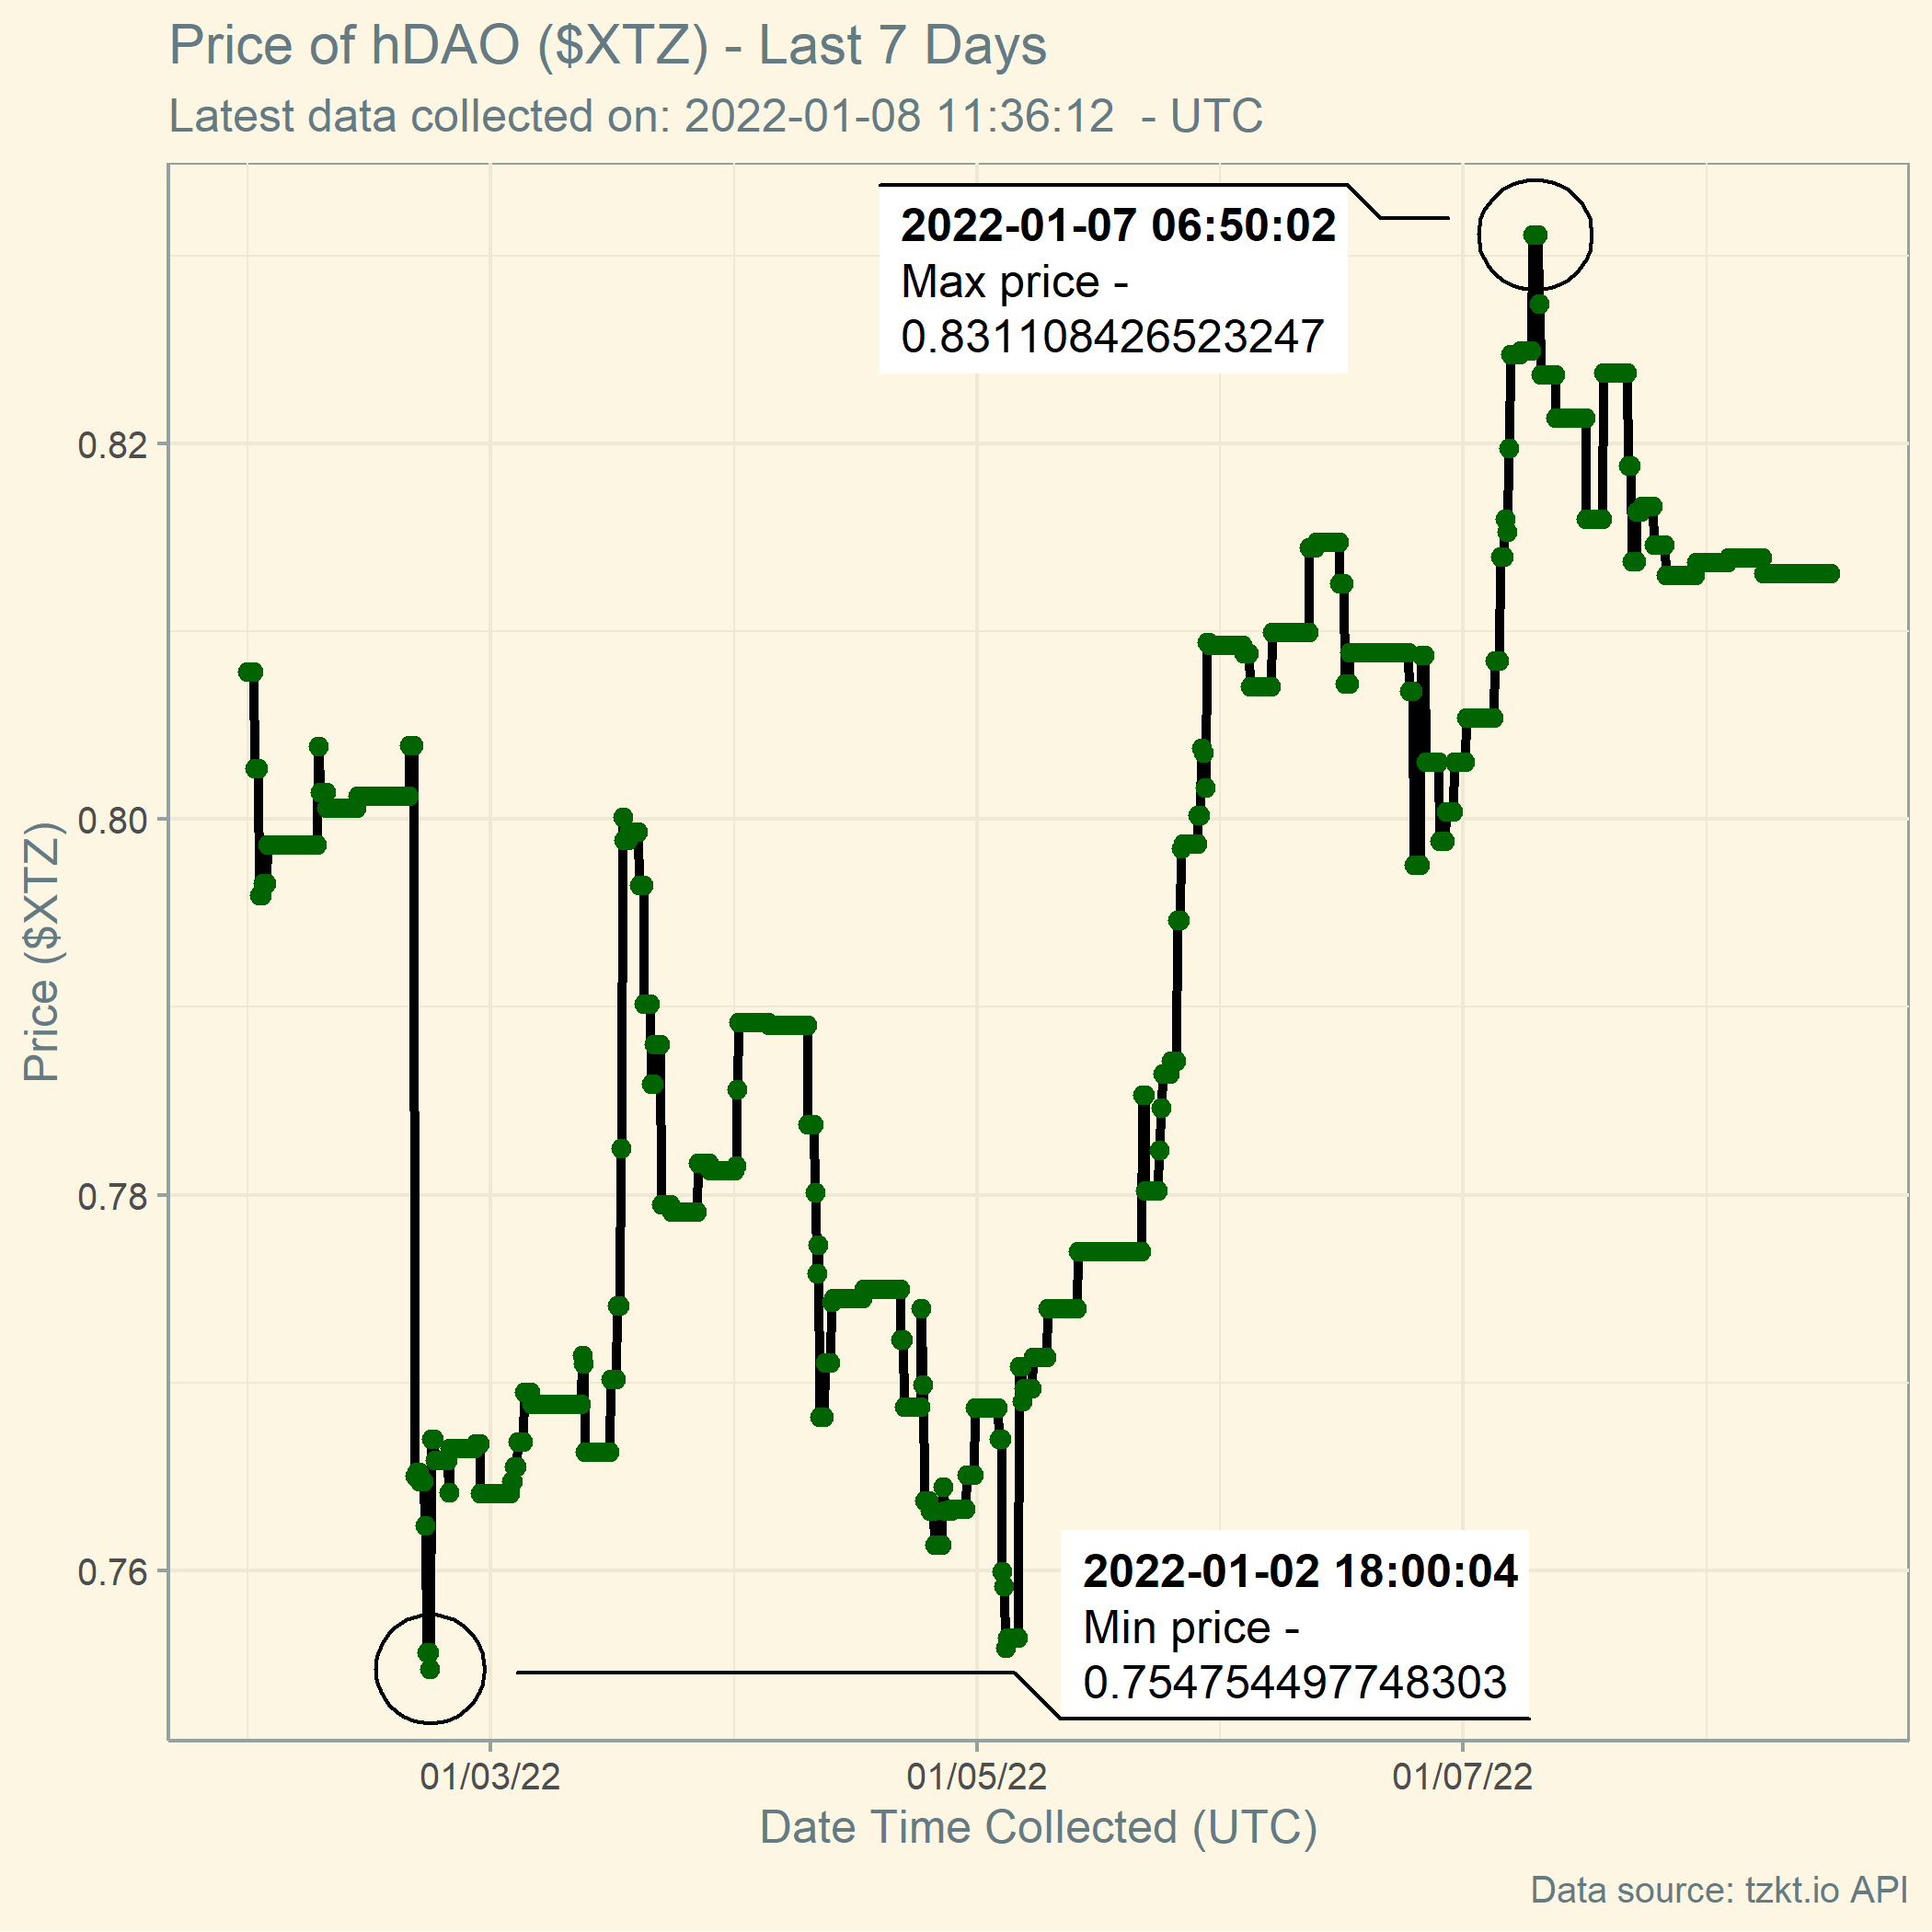 Price of hDAO ($XTZ) - Last 7 Days
Latest data collected on: 2022-01-08 11:36:12  - UTC
2022-01-07 06:50:02
Max price -
0.831108426523247
0.82
0.80
0.78
0.76
Price ($XTZ)
2022-01-02 18:00:04
Min price -
0.754754497748303
01/03/22
01/05/22
01/07/22
Date Time Collected (UTC)
Data source: tzkt.io API